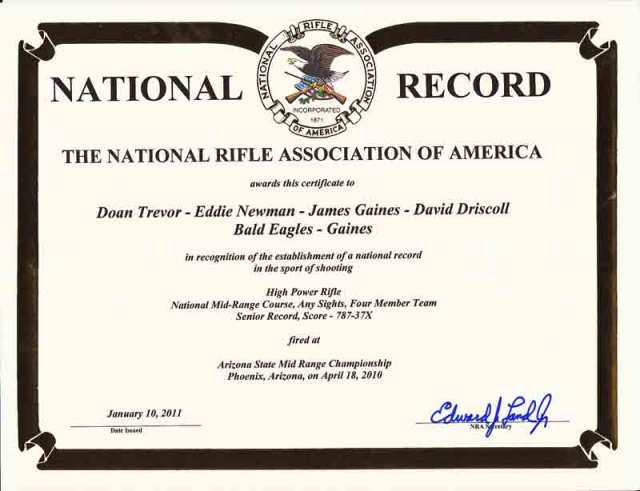 NATIONAL RIFLE ASSOCIATION
INCORPORATED
1871
OF AMERICA
NATIONAL RECORD
THE NATIONAL RIFLE ASSOCIATION OF AMERICA
awards this certificate to
Doan Trevor - Eddie Newman - James Gaines - David Driscoll
Bald Eagles - Gaines
in recognition of the establishment of a national record
in the sport of shooting
High Power Rifle
National Mid-Range Course, Any Sights, Four Member Team
Senior Record, Score - 787-37X
fired at
Arizona State Mid Range Championship
Phoenix, Arizona, on April 18, 2010
January 10, 2011
Date Issued
Edward J Land Jr
NRA Secretary